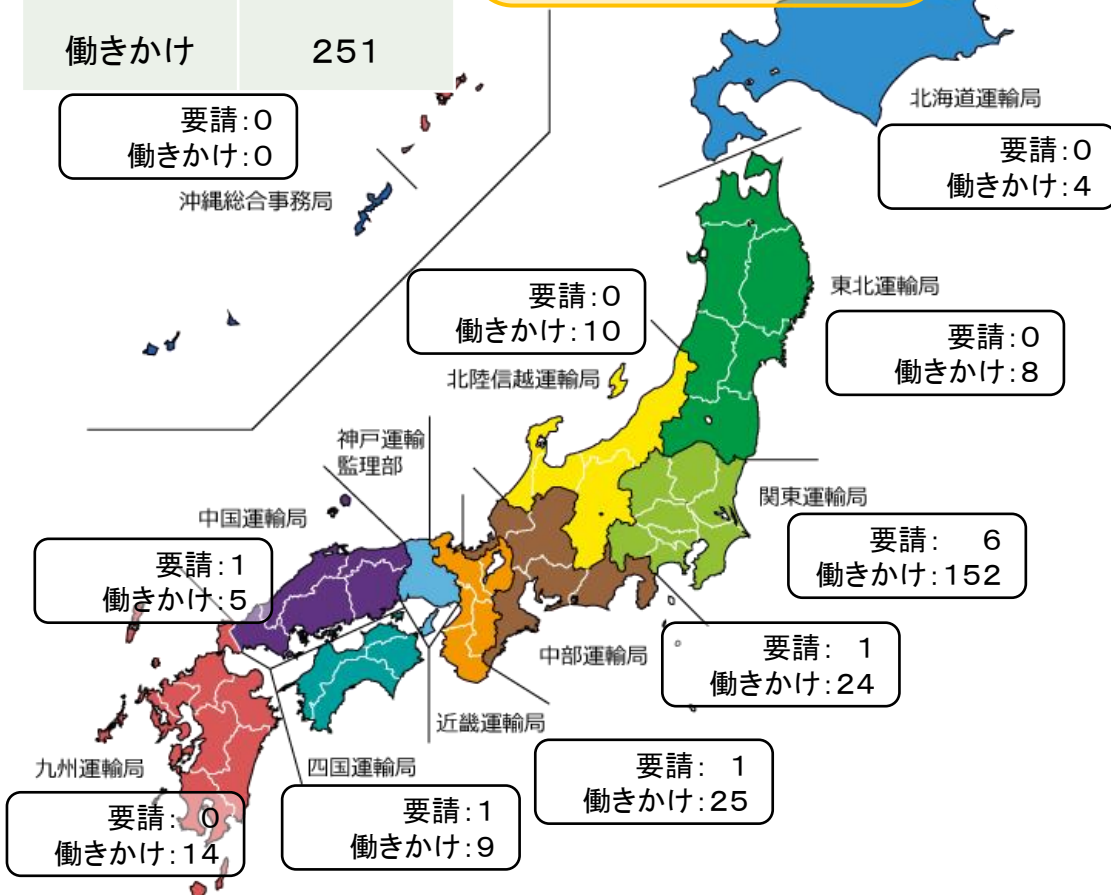 働きかけ 251
要請:0
働きかけ:0
沖縄総合事務局
北海道運輸局
要請:0
働きかけ:4
要請:0
働きかけ:10
北陸信越運輸局
東北運輸局
要請:0
働きかけ:8
神戸運輸
監理部
関東運輸局
要請: 6
働きかけ:152
中国運輸局
要請:1
働きかけ:5
中部運輸局
要請: 1
働きかけ:24
近畿運輸局
要請: 1
働きかけ:25
九州運輸局
要請: 0
働きかけ:14
四国運輸局
要請:1
働きかけ:9